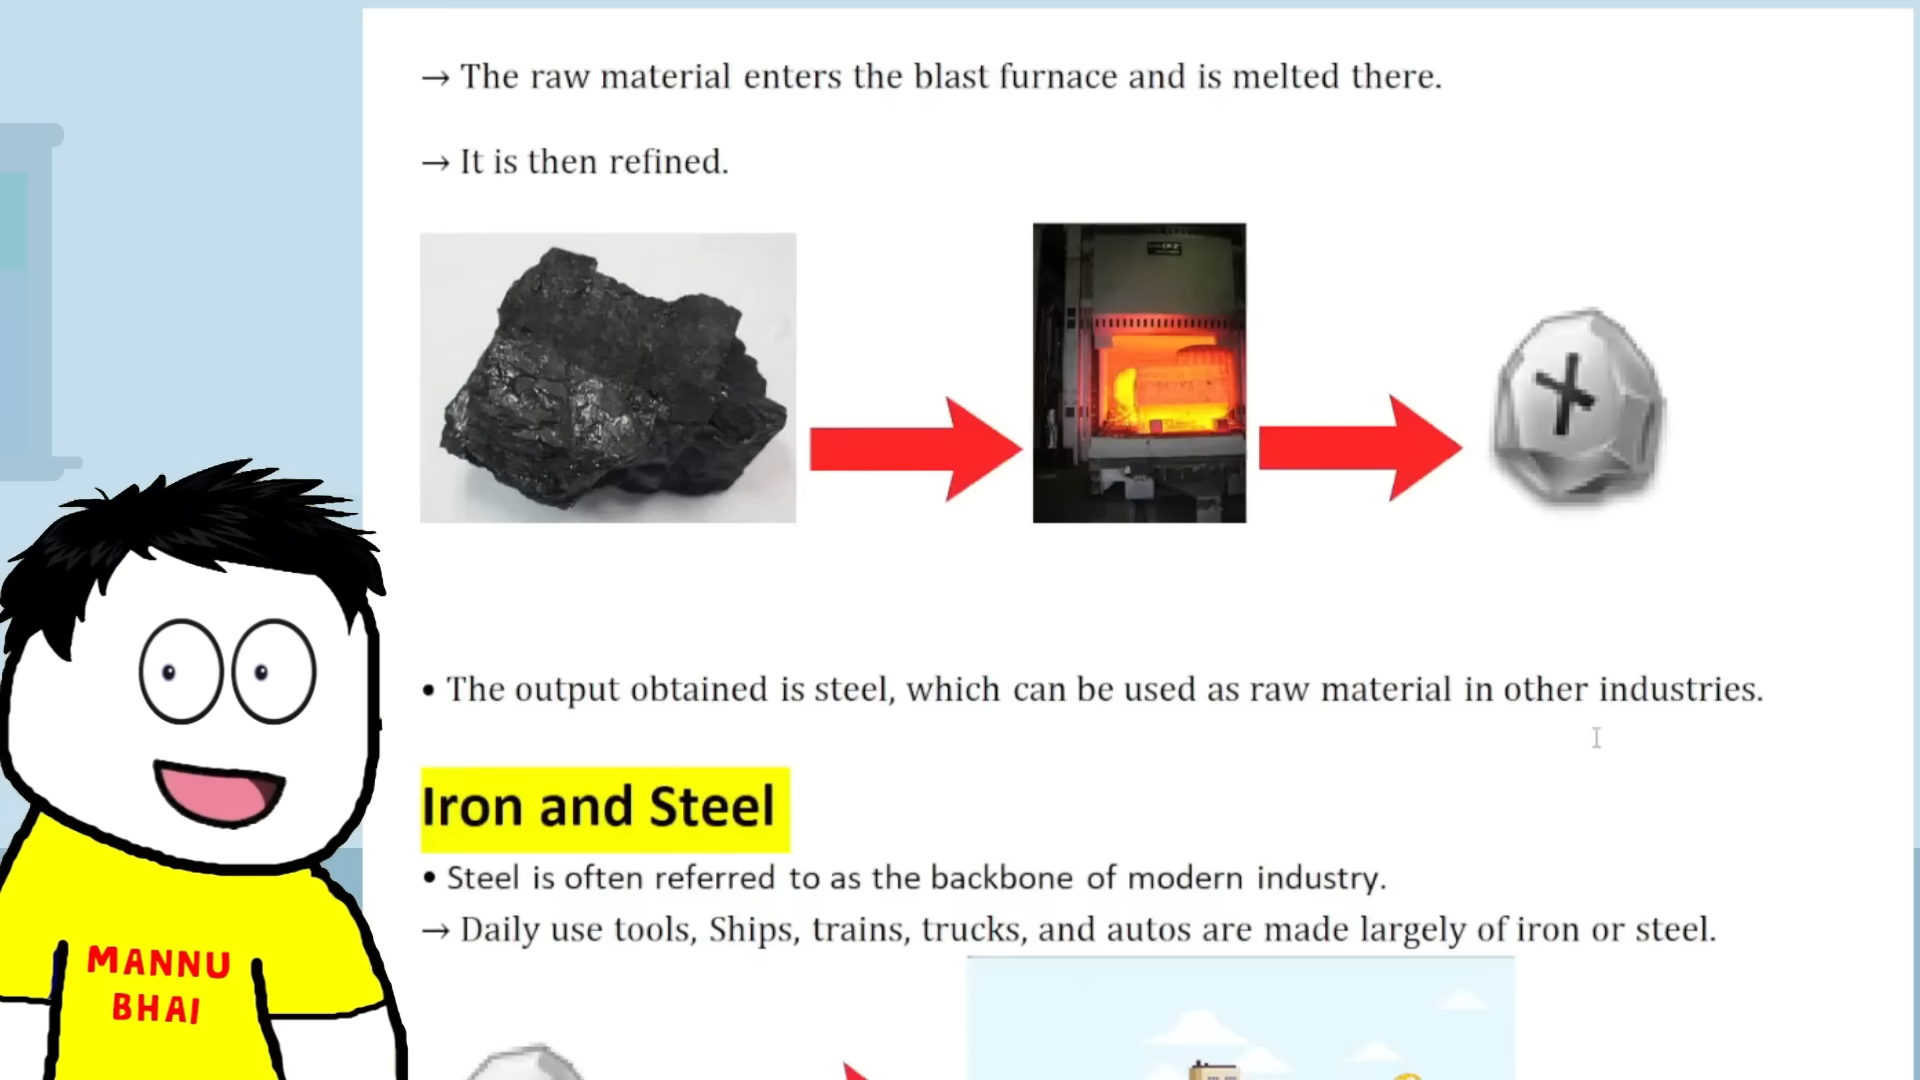 → The raw material enters the blast furnace and is melted there.
→ It is then refined.
• The output obtained is steel, which can be used as raw material in other industries.
Iron and Steel
• Steel is often referred to as the backbone of modern industry.
→ Daily use tools, Ships, trains, trucks, and autos are made largely of iron or steel.
MANNU
BHAI